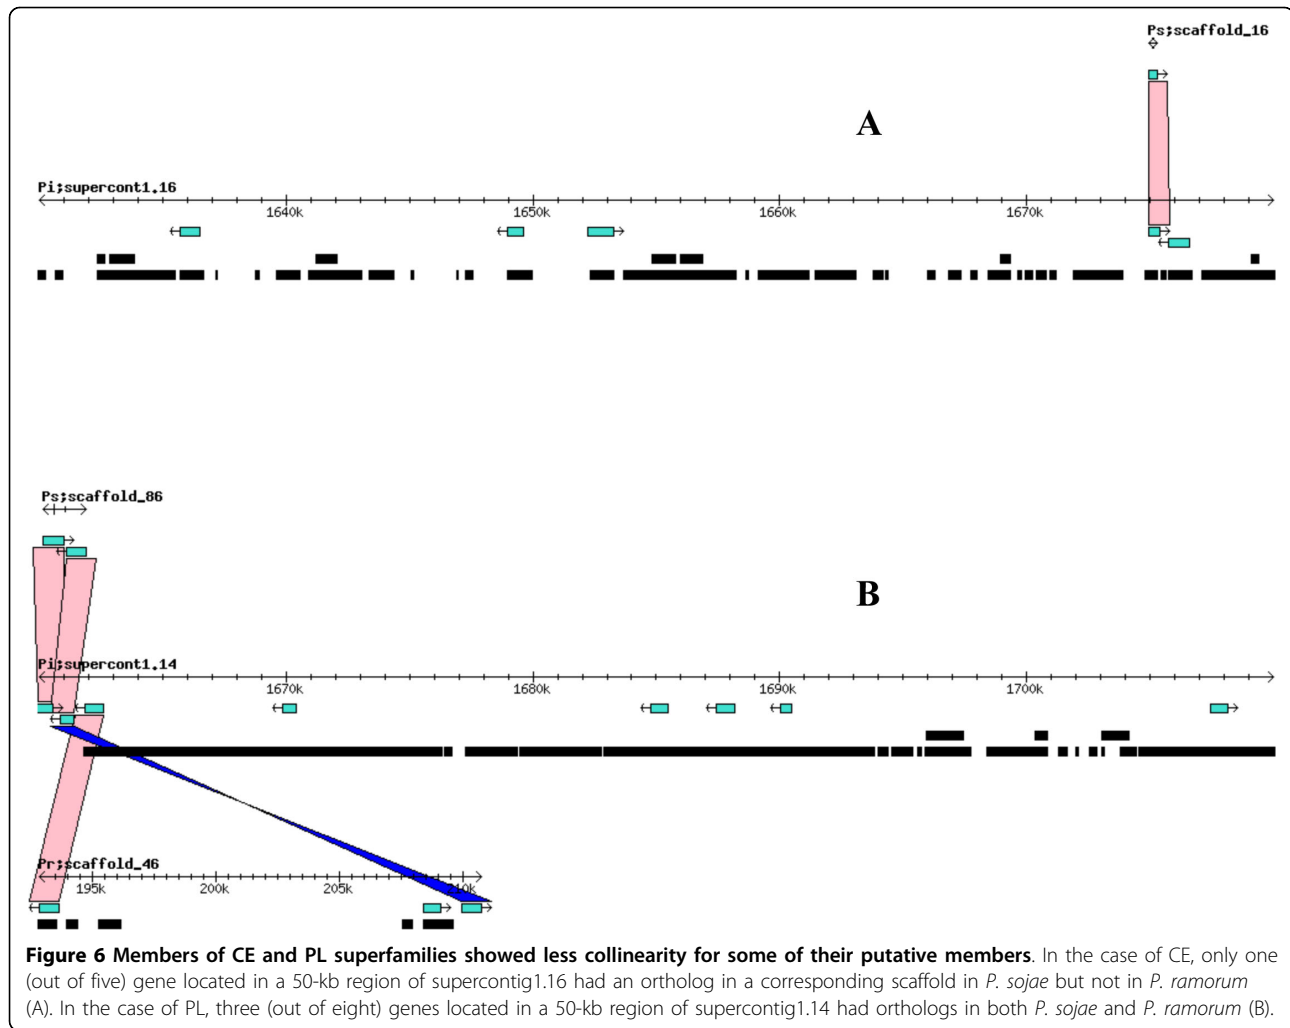 Ps;scaffold_16
A
Pi;supercont1.16
1640k 1650k 1660k 1670k
Ps;scaffold_86
B
Pi;supercont1.14
1670k 1680k 1690k 1700k
Pr;scaffold_46
195k 200k 205k 210k
Figure 6 Members of CE and PL superfamilies showed less collinearity for some of their putative members. In the case of CE, only one
(out of five) gene located in a 50-kb region of supercontig1.16 had an ortholog in a corresponding scaffold in P. sojae but not in P. ramorum
(A). In the case of PL, three (out of eight) genes located in a 50-kb region of supercontig1.14 had orthologs in both P. sojae and P. ramorum (B).